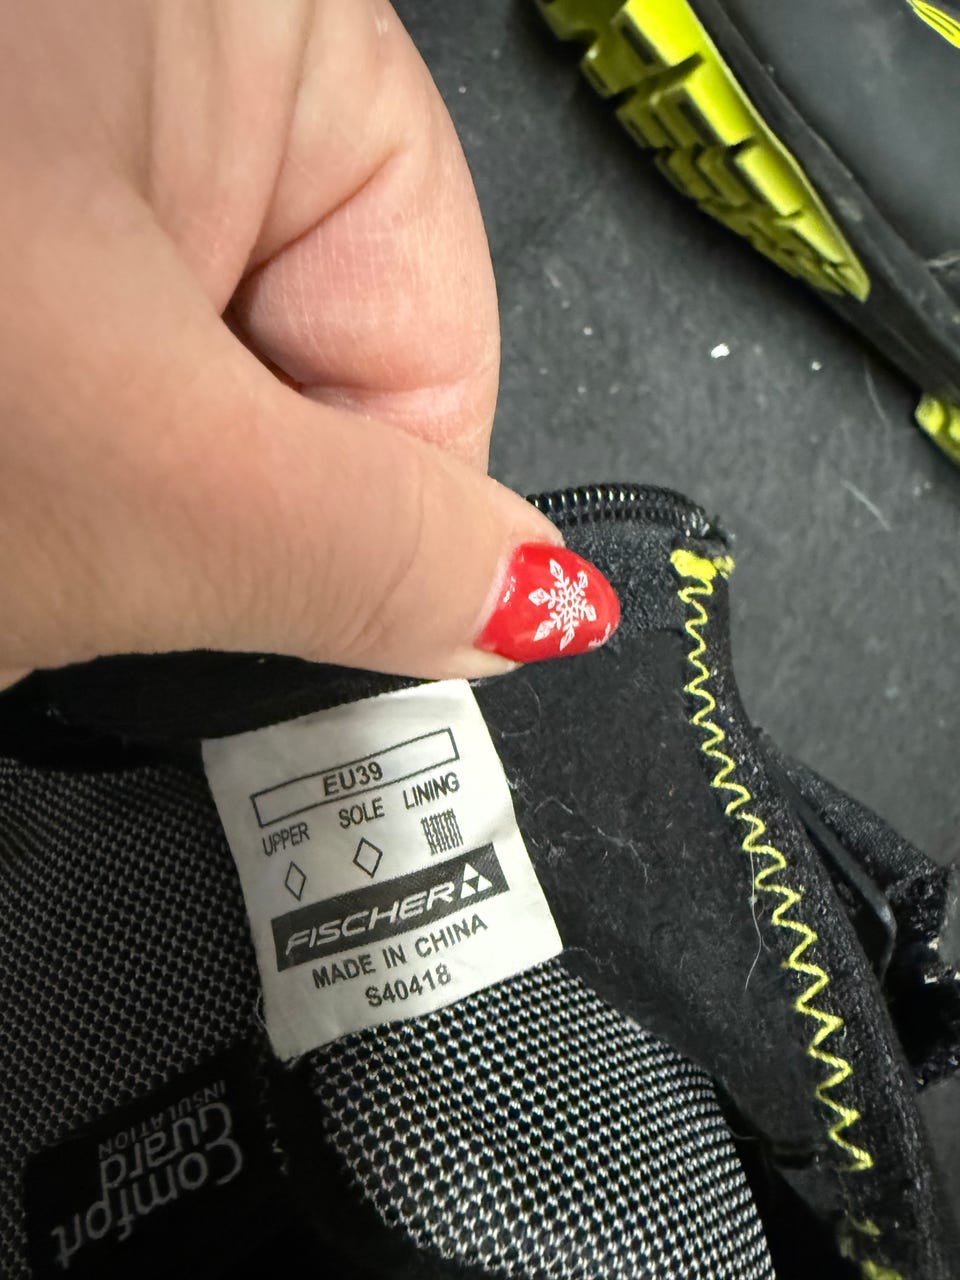 EU39
UPPER SOLE LINING
FISCHER
MADE IN CHINA
S40418
Comfort
Guard
INSULATION